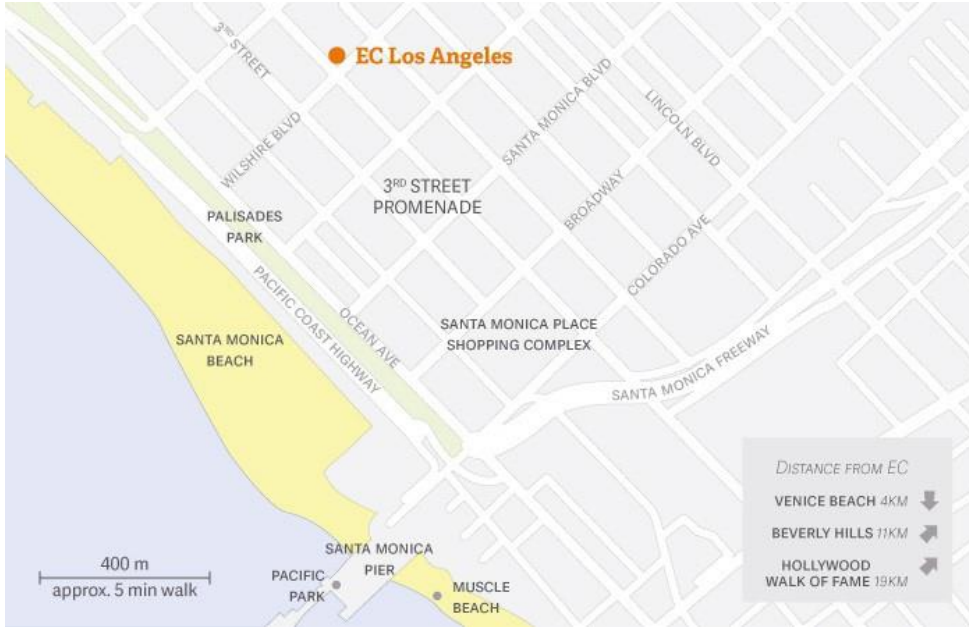 3RD STREET
EC Los Angeles
WILSHIRE BLVD
SANTA MONICA BLVD
LINCOLN BLVD
3RD STREET
PROMENADE
BROADWAY
PALISADES
PARK
COLORADO AVE
PACIFIC COAST HIGHWAY
OCEAN AVE
SANTA MONICA PLACE
SHOPPING COMPLEX
SANTA MONICA
BEACH
SANTA MONICA FREEWAY
DISTANCE FROM EC
VENICE BEACH 4KM
BEVERLY HILLS 11KM
HOLLYWOOD
WALK OF FAME 19KM
SANTA MONICA
PIER
400 m
approx. 5 min walk
PACIFIC
PARK
MUSCLE
BEACH